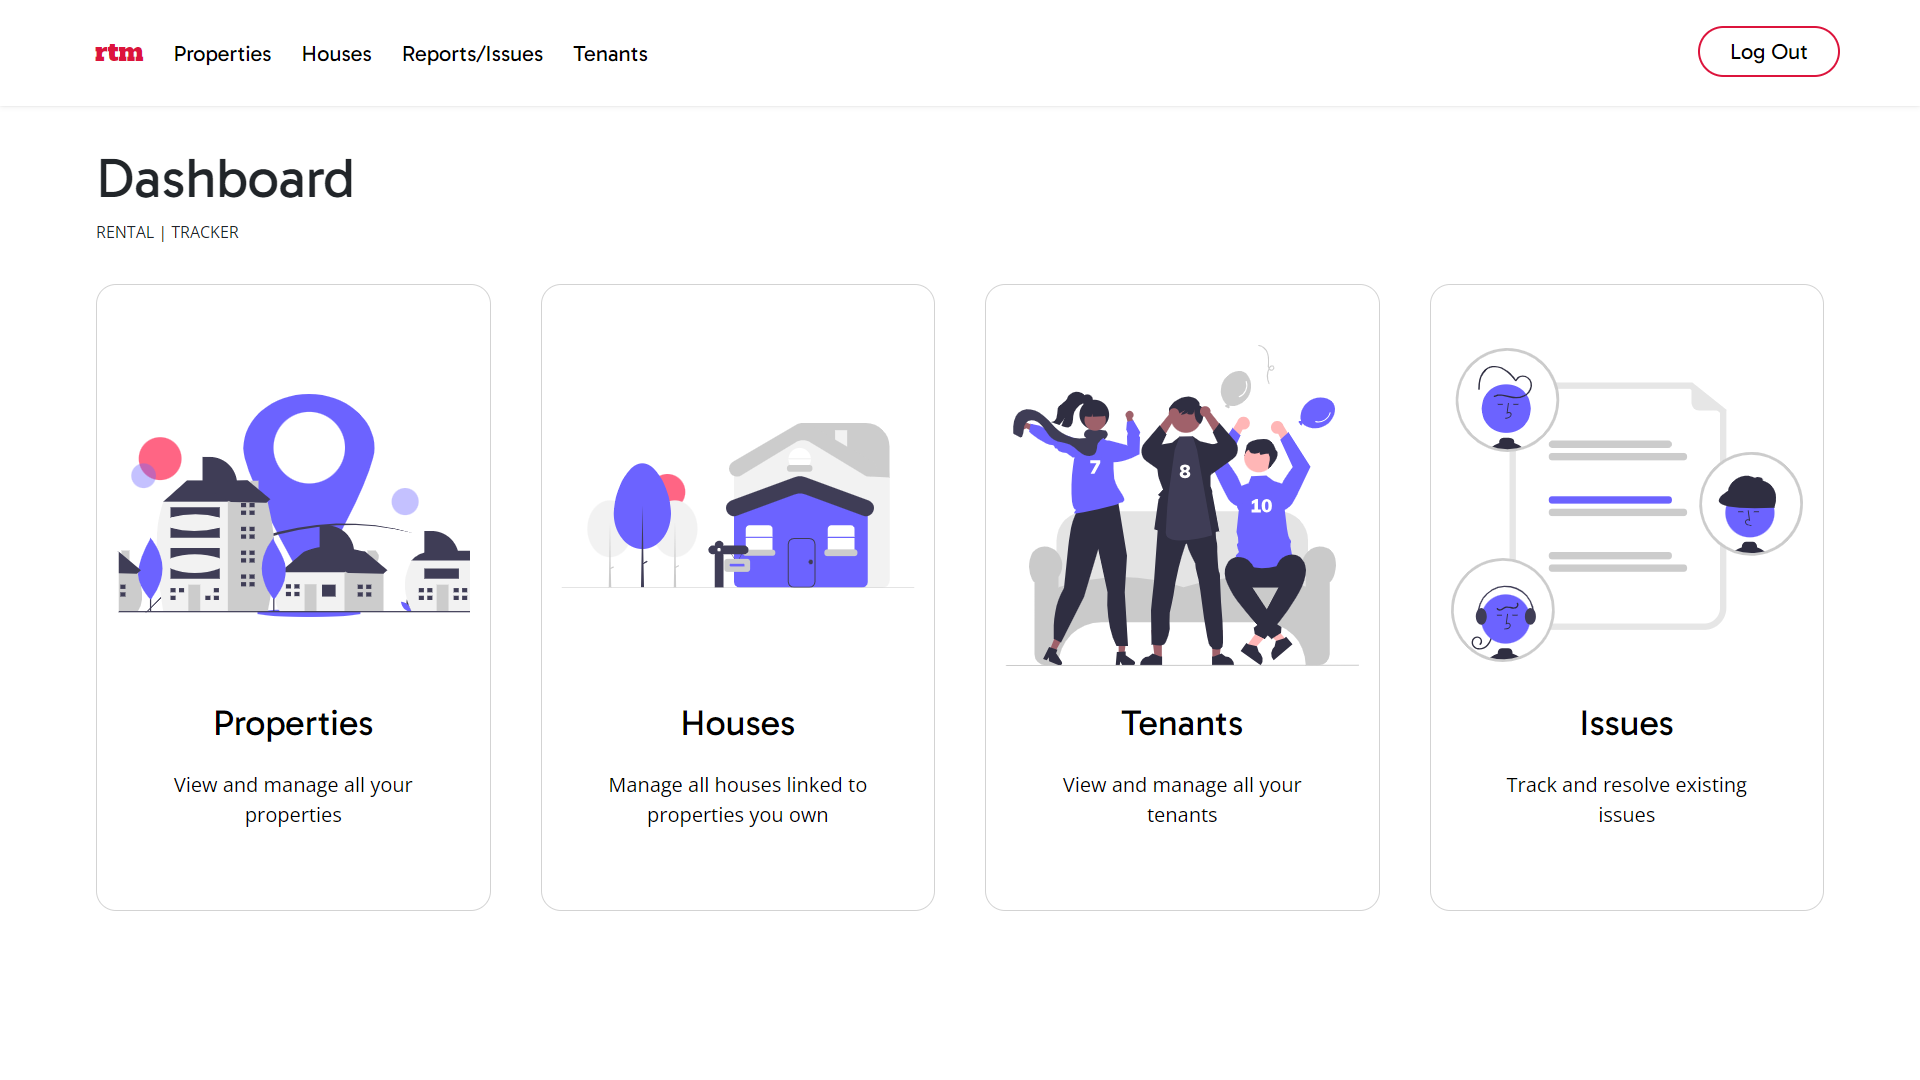 rtm Properties Houses Reports/Issues Tenants Log Out
Dashboard
RENTAL | TRACKER
7
8
10
Properties
View and manage all your
properties
Houses
Manage all houses linked to
properties you own
Tenants
View and manage all your
tenants
Issues
Track and resolve existing
issues